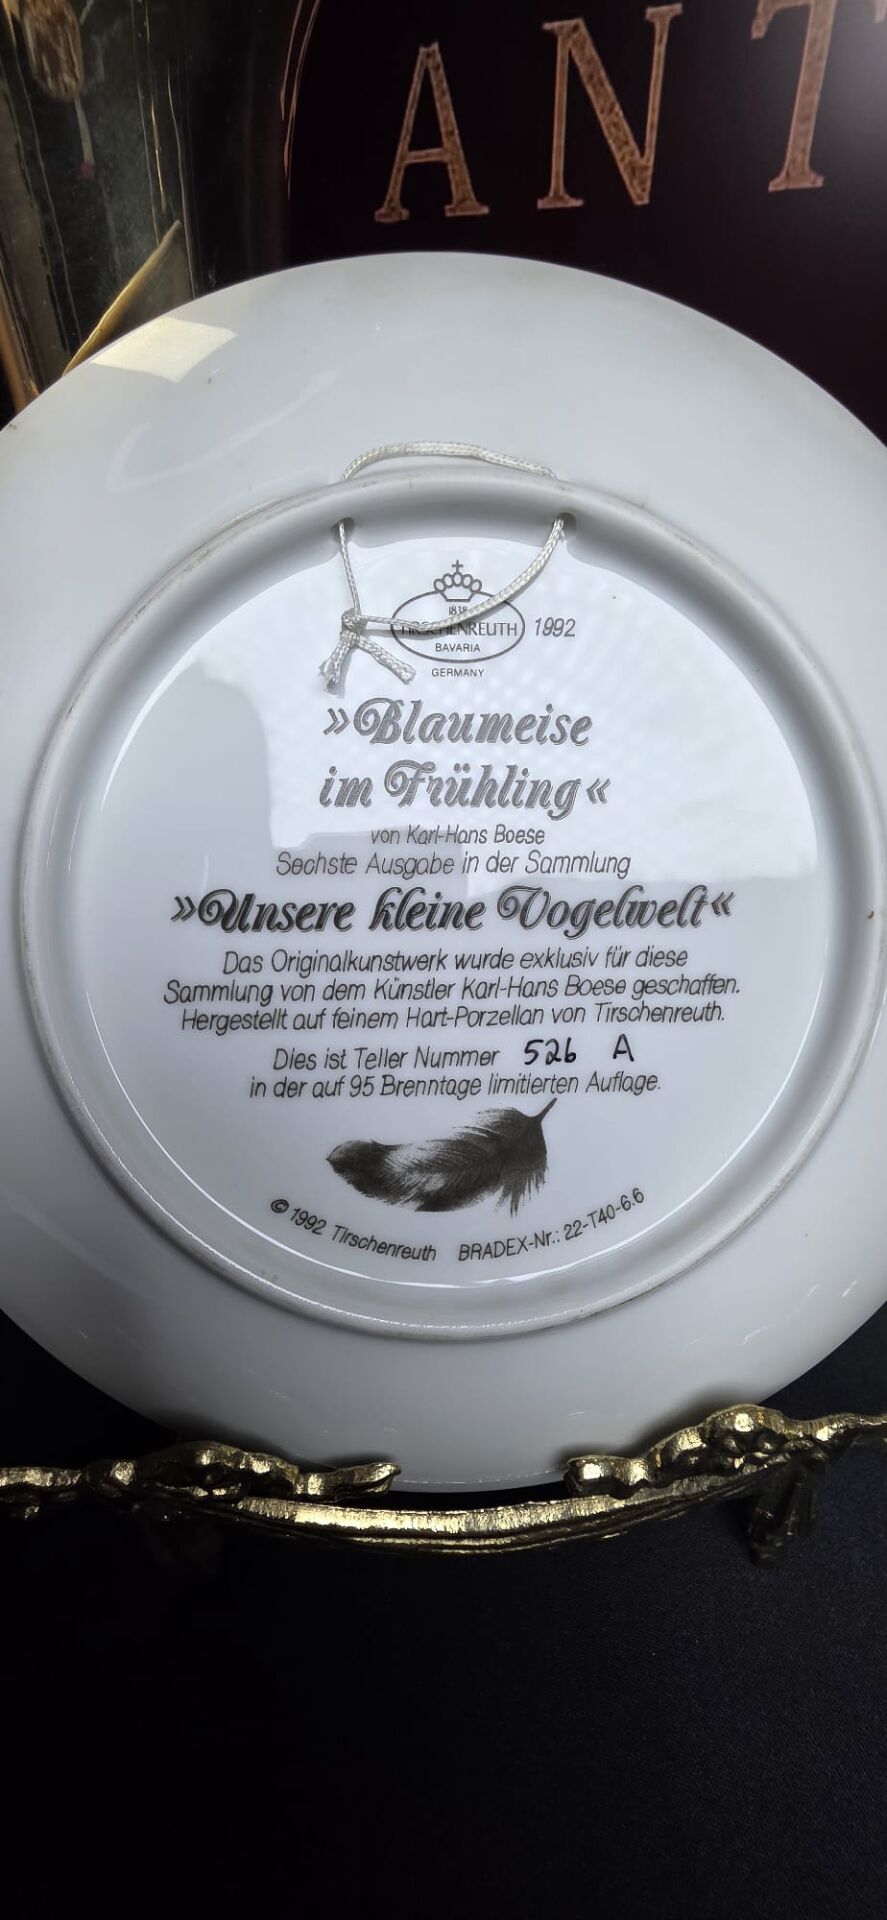 ANT
1838
TIRSCHENREUTH 1992
BAVARIA
GERMANY
»Blaumeise
im Frühling«
von Karl-Hans Boese
Sechste Ausgabe in der Sammlung
»Unsere kleine Vogelwelt«
Das Originalkunstwerk wurde exklusiv für diese
Sammlung von dem Künstler Karl-Hans Boese geschaffen.
Hergestellt auf feinem Hart-Porzellan von Tirschenreuth.
Dies ist Teller Nummer 526 A
in der auf 95 Brenntage limitierten Auflage.
© 1992 Tirschenreuth BRADEX-Nr.: 22-T40-6.6